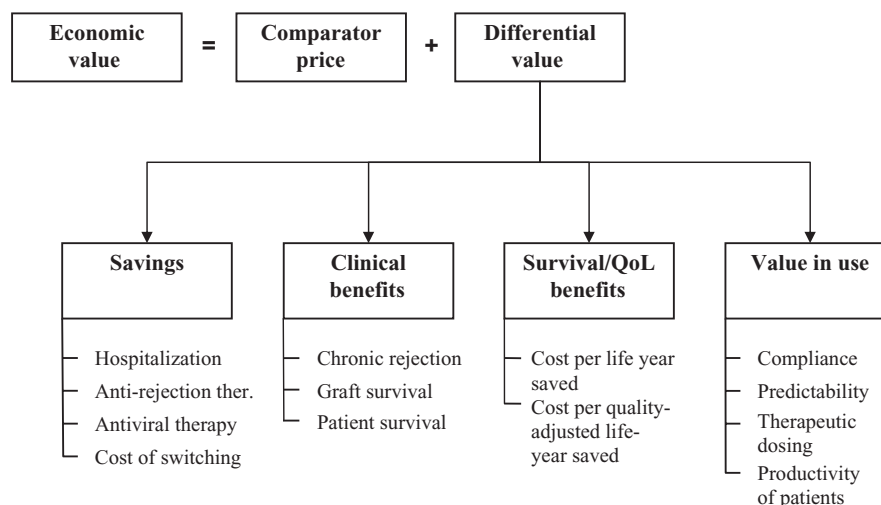 Economic
value
=
Comparator
price
+
Differential
value
Savings
Hospitalization
Anti-rejection ther.
Antiviral therapy
Cost of switching
Clinical
benefits
Chronic rejection
Graft survival
Patient survival
Survival/QoL
benefits
Cost per life year
saved
Cost per quality-
adjusted life-
year saved
Value in use
Compliance
Predictability
Therapeutic
dosing
Productivity
of patients